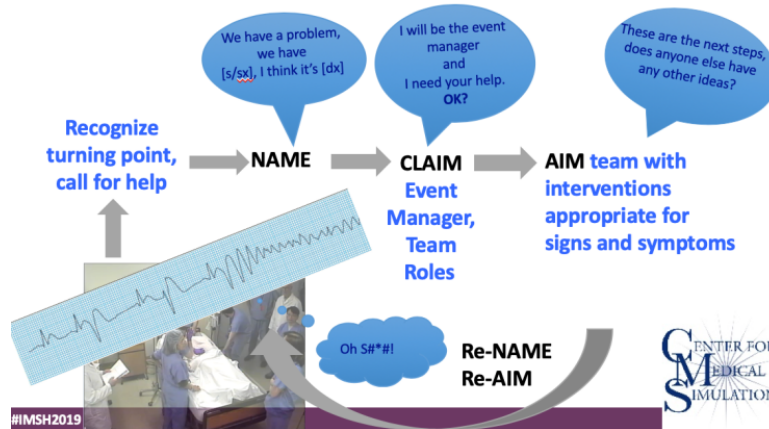 We have a problem,
we have
[s/sx], I think it's [dx]
I will be the event
manager
and
I need your help.
OK?
These are the next steps,
does anyone else have
any other ideas?
Recognize
turning point,
call for help
NAME
CLAIM
Event
Manager,
Team
Roles
AIM team with
interventions
appropriate for
signs and symptoms
Oh S#*#!
Re-NAME
Re-AIM
CENTER FOR
MEDICAL
SIMULATION
#IMSH2019